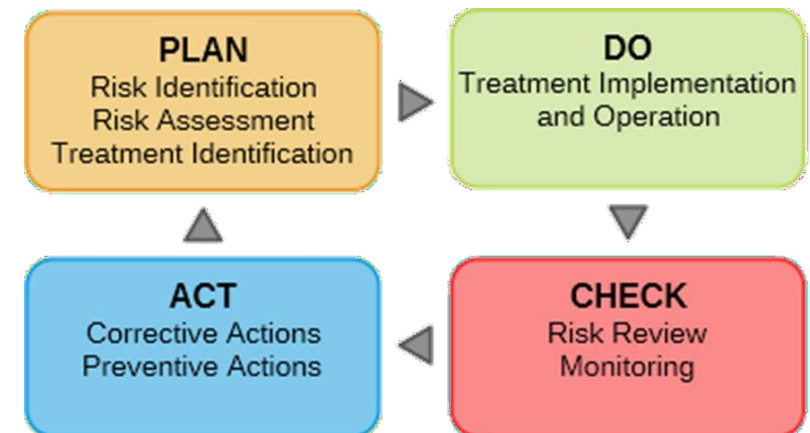 PLAN
Risk Identification
Risk Assessment
Treatment Identification
DO
Treatment Implementation
and Operation
ACT
Corrective Actions
Preventive Actions
CHECK
Risk Review
Monitoring